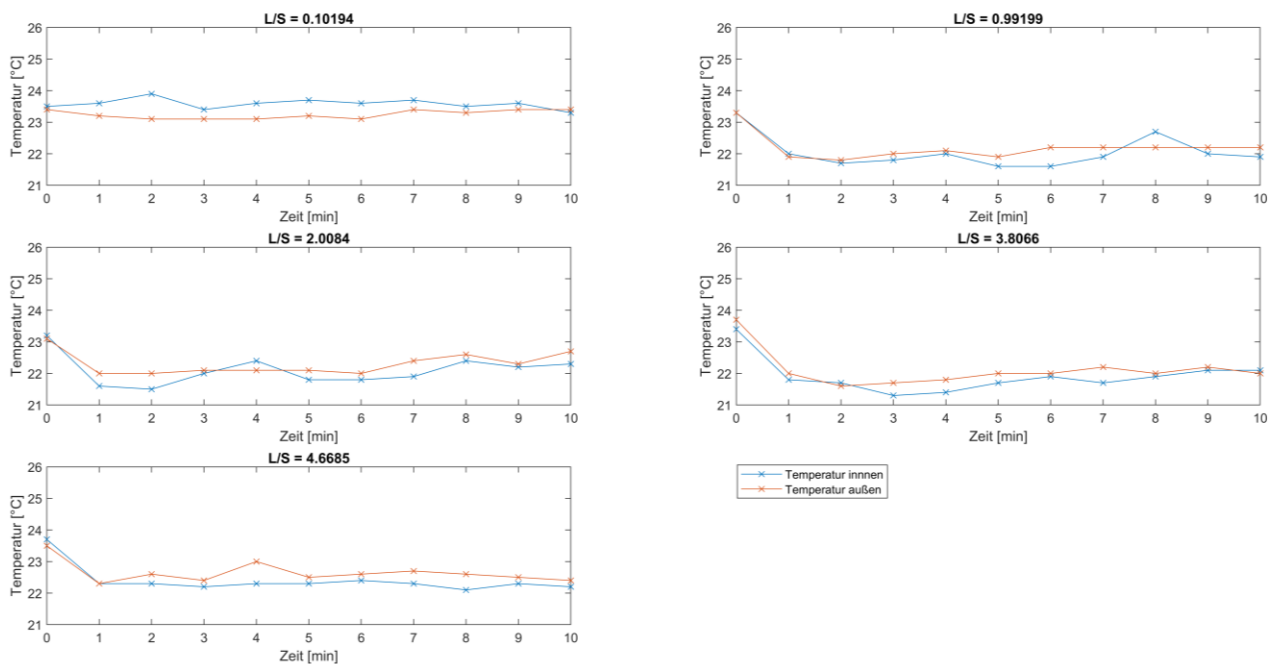 L/S = 0.10194
26
25
24
23
22
21
Temperatur [°C]
0 1 2 3 4 5 6 7 8 9 10
Zeit [min]
L/S = 0.99199
26
25
24
23
22
21
Temperatur [°C]
0 1 2 3 4 5 6 7 8 9 10
Zeit [min]
L/S = 2.0084
26
25
24
23
22
21
Temperatur [°C]
0 1 2 3 4 5 6 7 8 9 10
Zeit [min]
L/S = 3.8066
26
25
24
23
22
21
Temperatur [°C]
0 1 2 3 4 5 6 7 8 9 10
Zeit [min]
L/S = 4.6685
26
25
24
23
22
21
Temperatur [°C]
0 1 2 3 4 5 6 7 8 9 10
Zeit [min]
Temperatur innnen
Temperatur außen